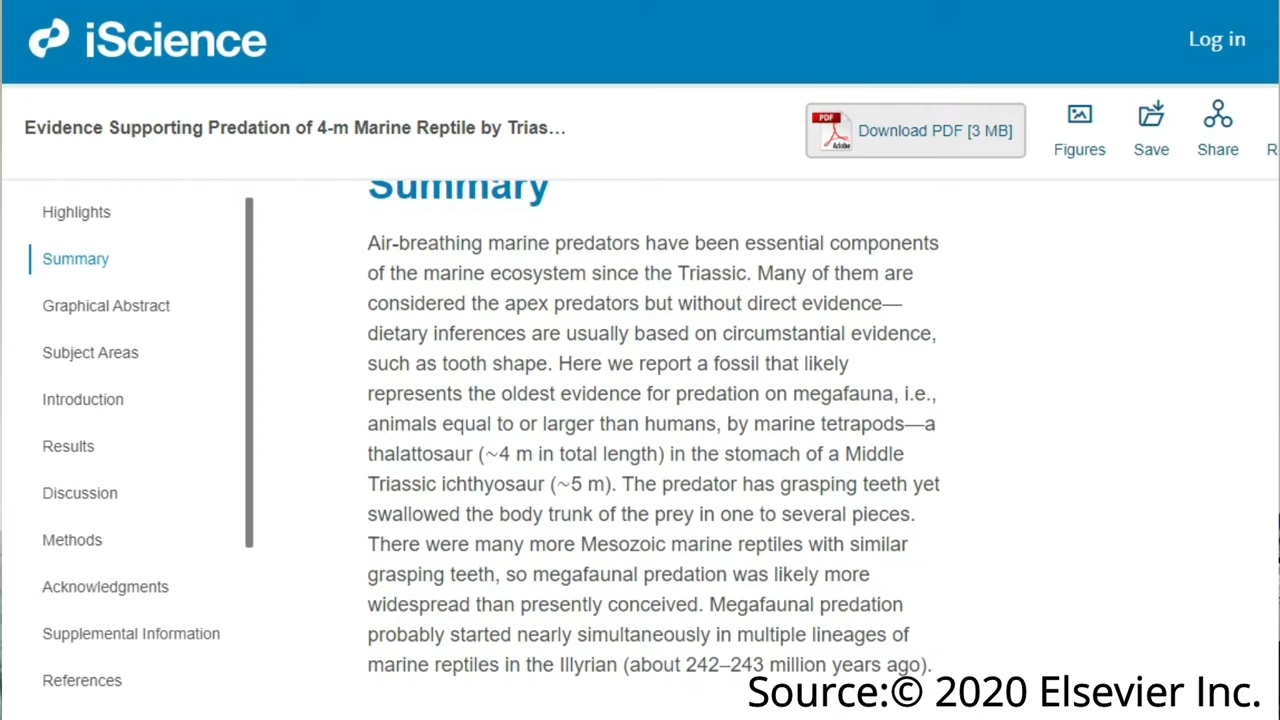 iScience
Log in
Evidence Supporting Predation of 4-m Marine Reptile by Trias…
PDF
Adobe
Download PDF [3 MB]
Figures
Save
Share
R
Highlights
Summary
Graphical Abstract
Subject Areas
Introduction
Results
Discussion
Methods
Acknowledgments
Supplemental Information
References
Summary
Air-breathing marine predators have been essential components
of the marine ecosystem since the Triassic. Many of them are
considered the apex predators but without direct evidence—
dietary inferences are usually based on circumstantial evidence,
such as tooth shape. Here we report a fossil that likely
represents the oldest evidence for predation on megafauna, i.e.,
animals equal to or larger than humans, by marine tetrapods—a
thalattosaur (~4 m in total length) in the stomach of a Middle
Triassic ichthyosaur (~5 m). The predator has grasping teeth yet
swallowed the body trunk of the prey in one to several pieces.
There were many more Mesozoic marine reptiles with similar
grasping teeth, so megafaunal predation was likely more
widespread than presently conceived. Megafaunal predation
probably started nearly simultaneously in multiple lineages of
marine reptiles in the Illyrian (about 242–243 million years ago).
Source:© 2020 Elsevier Inc.